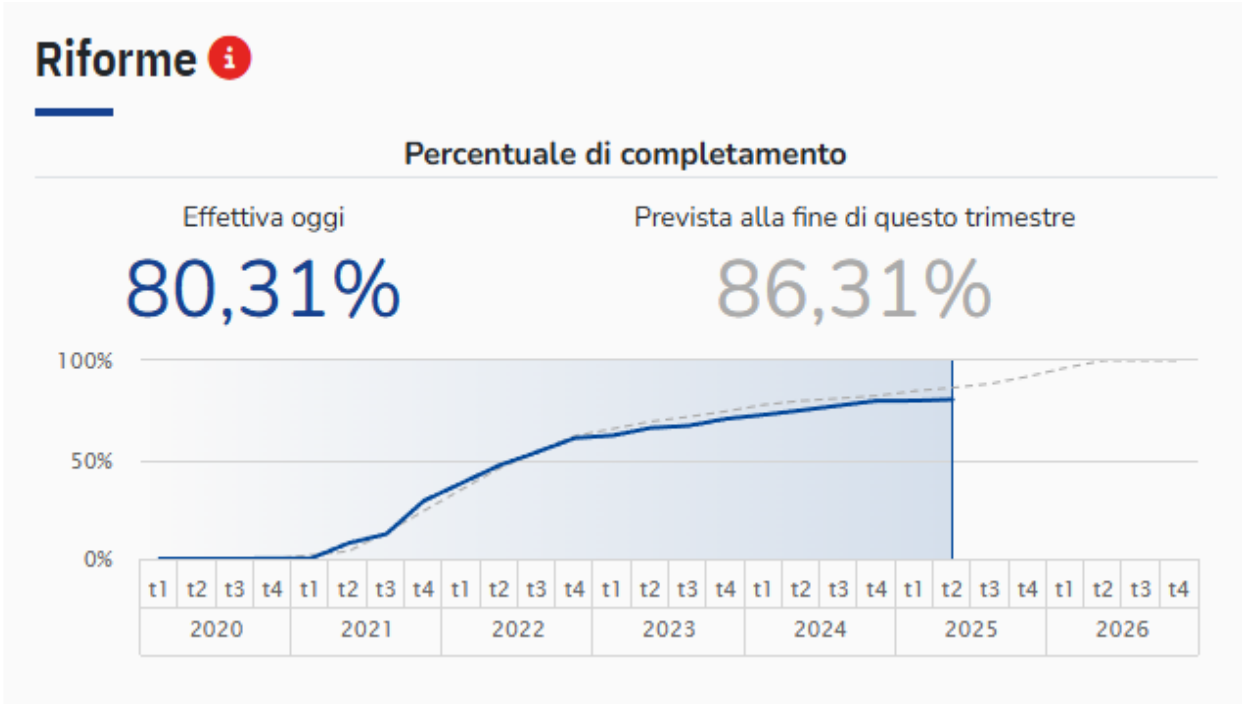 Riforme
Percentuale di completamento
Effettiva oggi
Prevista alla fine di questo trimestre
80,31%
86,31%
100%
50%
0%
t1 t2 t3 t4 t1 t2 t3 t4 t1 t2 t3 t4 t1 t2 t3 t4 t1 t2 t3 t4 t1 t2 t3 t4 t1 t2 t3 t4
2020 2021 2022 2023 2024 2025 2026